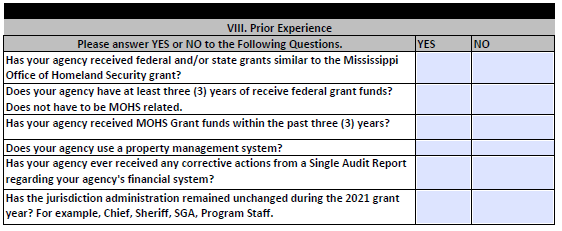 VIII. Prior Experience
Please answer YES or NO to the Following Questions. YES NO
Has your agency received federal and/or state grants similar to the Mississippi
Office of Homeland Security grant?
Does your agency have at least three (3) years of receive federal grant funds?
Does not have to be MOHS related.
Has your agency received MOHS Grant funds within the past three (3) years?
Does your agency use a property management system?
Has your agency ever received any corrective actions from a Single Audit Report
regarding your agency's financial system?
Has the jurisdiction administration remained unchanged during the 2021 grant
year? For example, Chief, Sheriff, SGA, Program Staff.